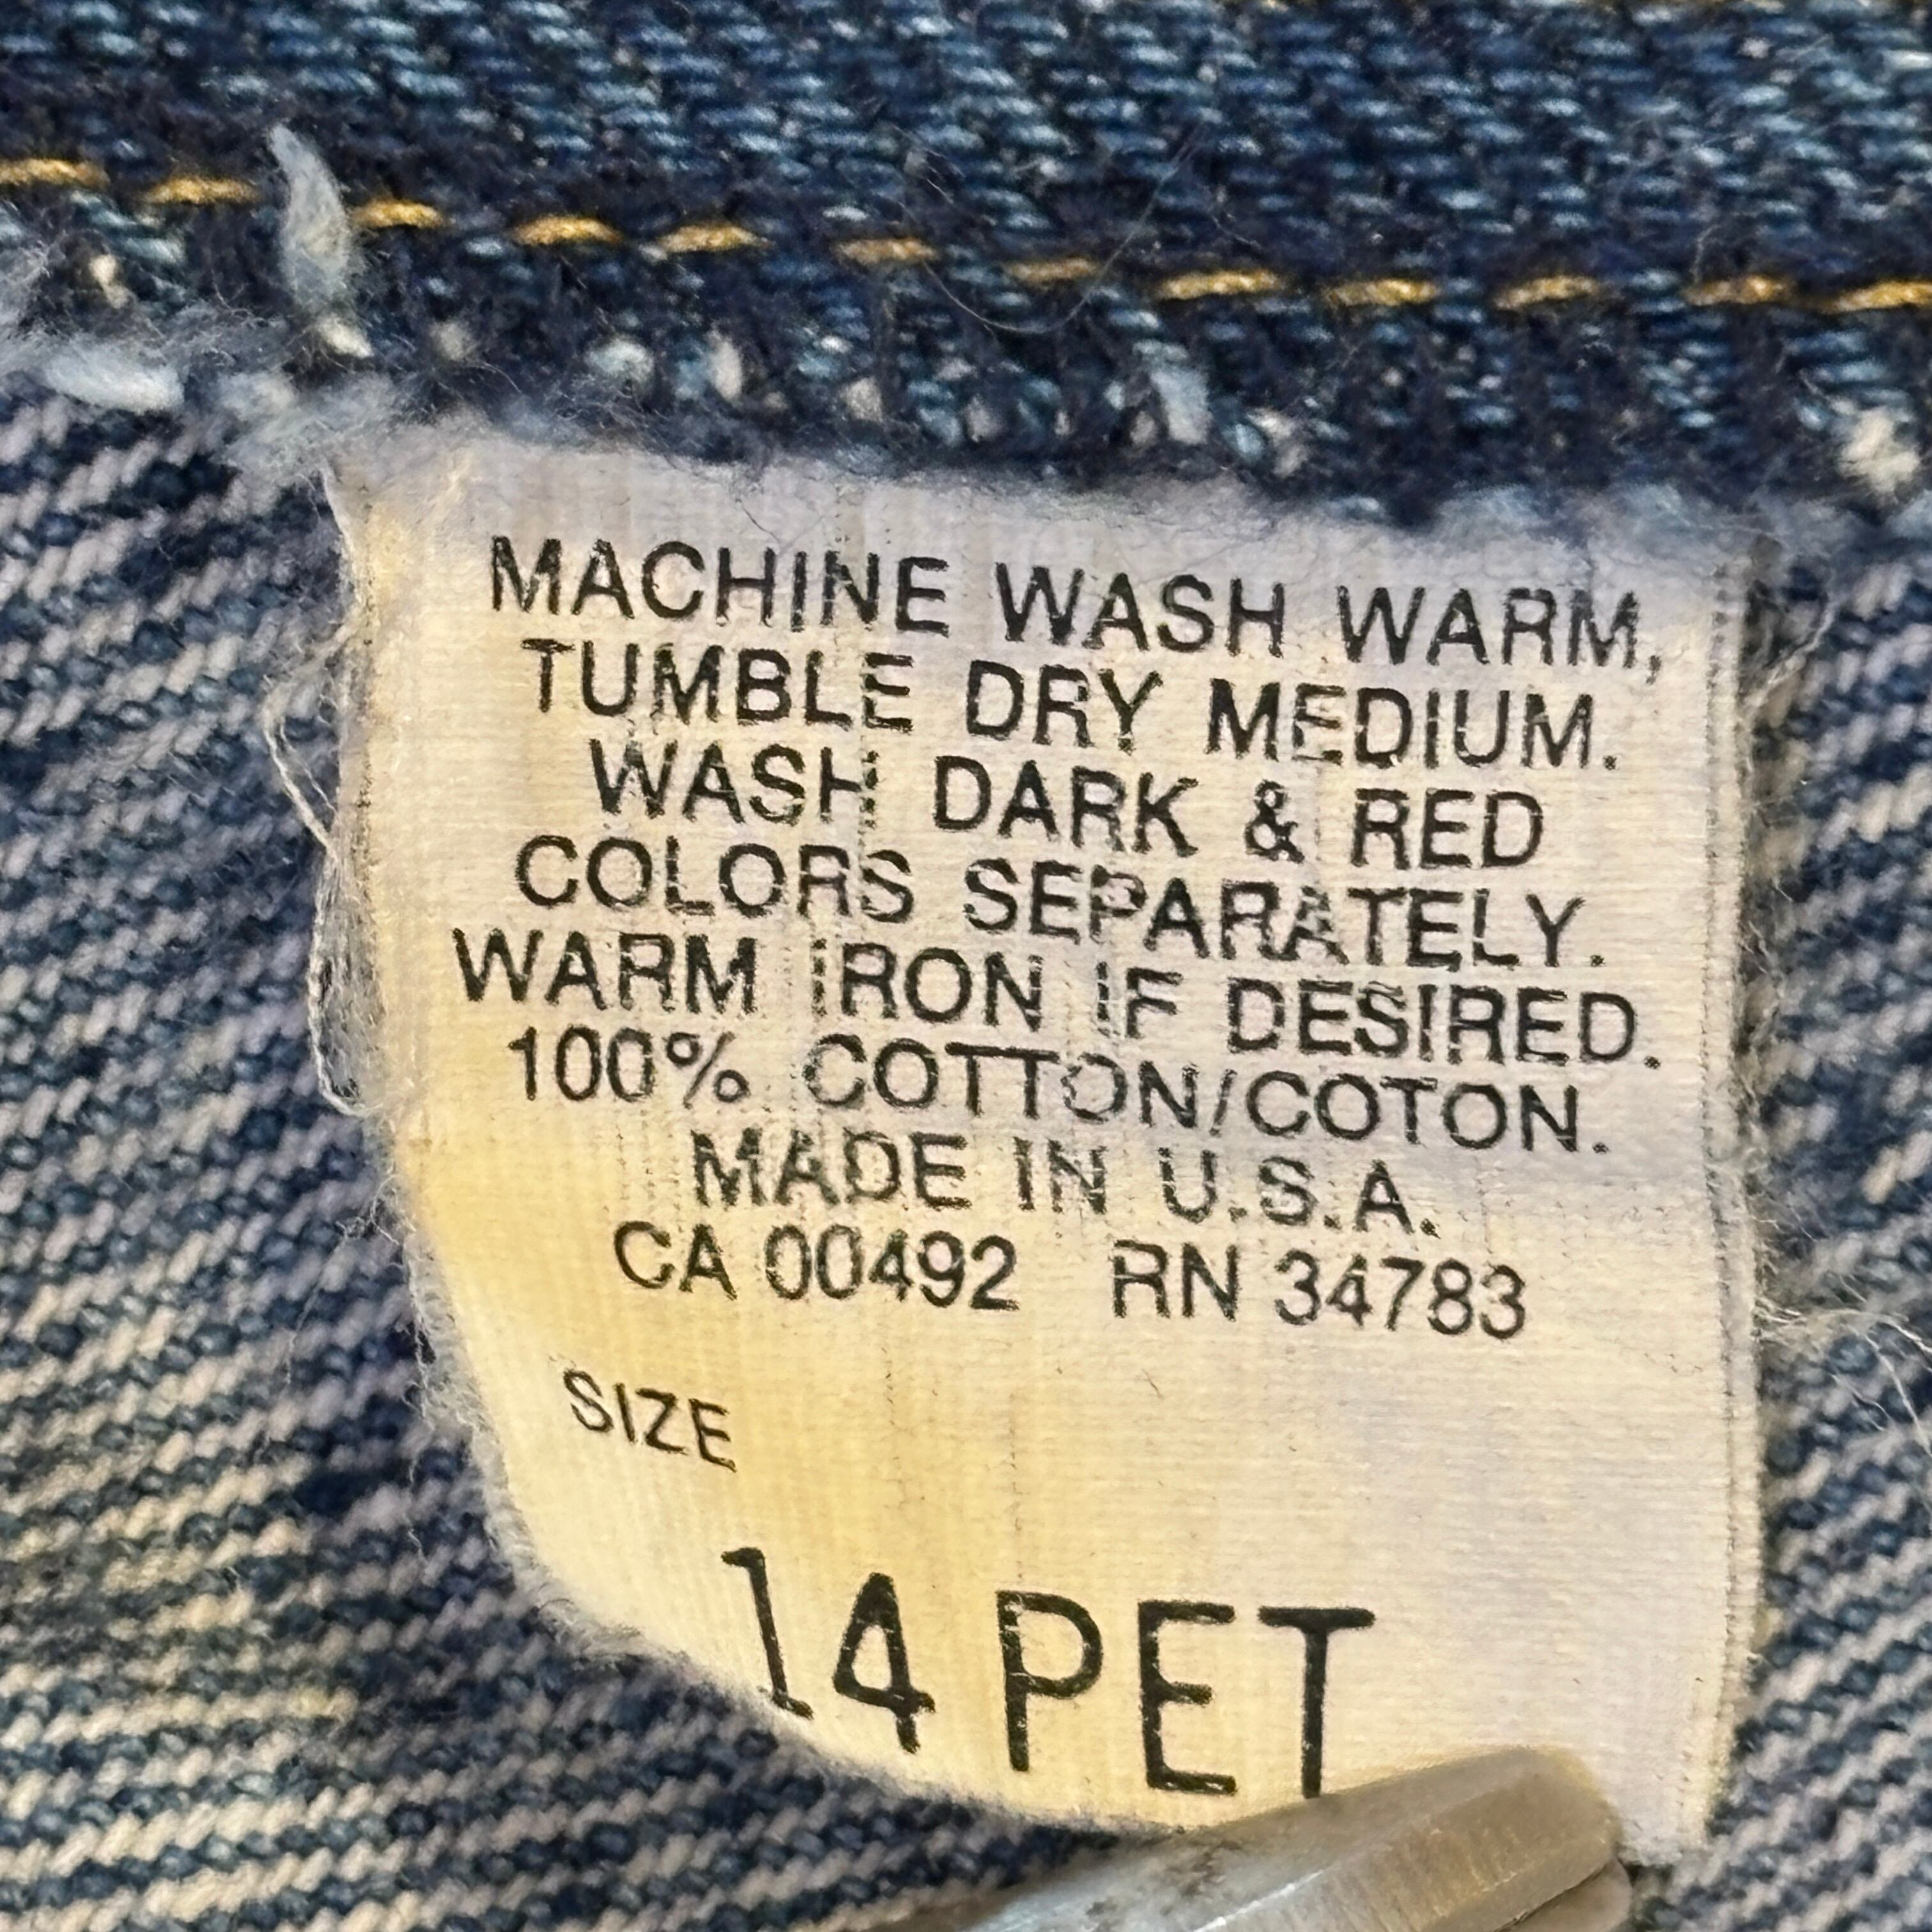 MACHINE WASH WARM,
TUMBLE DRY MEDIUM.
WASH DARK & RED
COLORS SEPARATELY.
WARM IRON IF DESIRED.
100% COTTON/COTON.
MADE IN U.S.A.
CA 00492 RN 34783
SIZE
14 PET